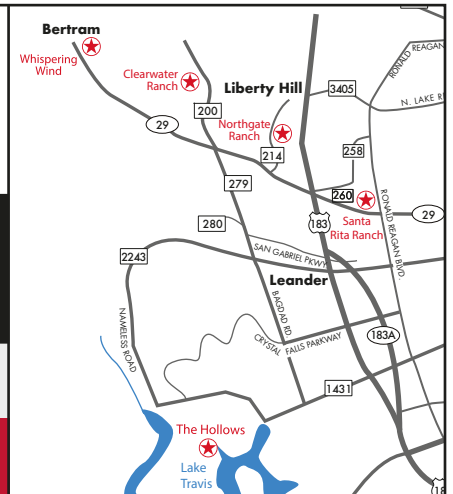 Bertram
Whispering
Wind
Clearwater
Ranch
Liberty Hill
RONALD REAGAN
3405
N. LAKE
200
29
Northgate
Ranch
214
258
279
260
Santa
Rita Ranch
29
280
183
RONALD REAGAN BLVD.
SAN GABRIEL PKWY
2243
Leander
NAMELESS ROAD
BAGDAD RD.
CRYSTAL FALLS PARKWAY
183A
1431
The Hollows
Lake
Travis